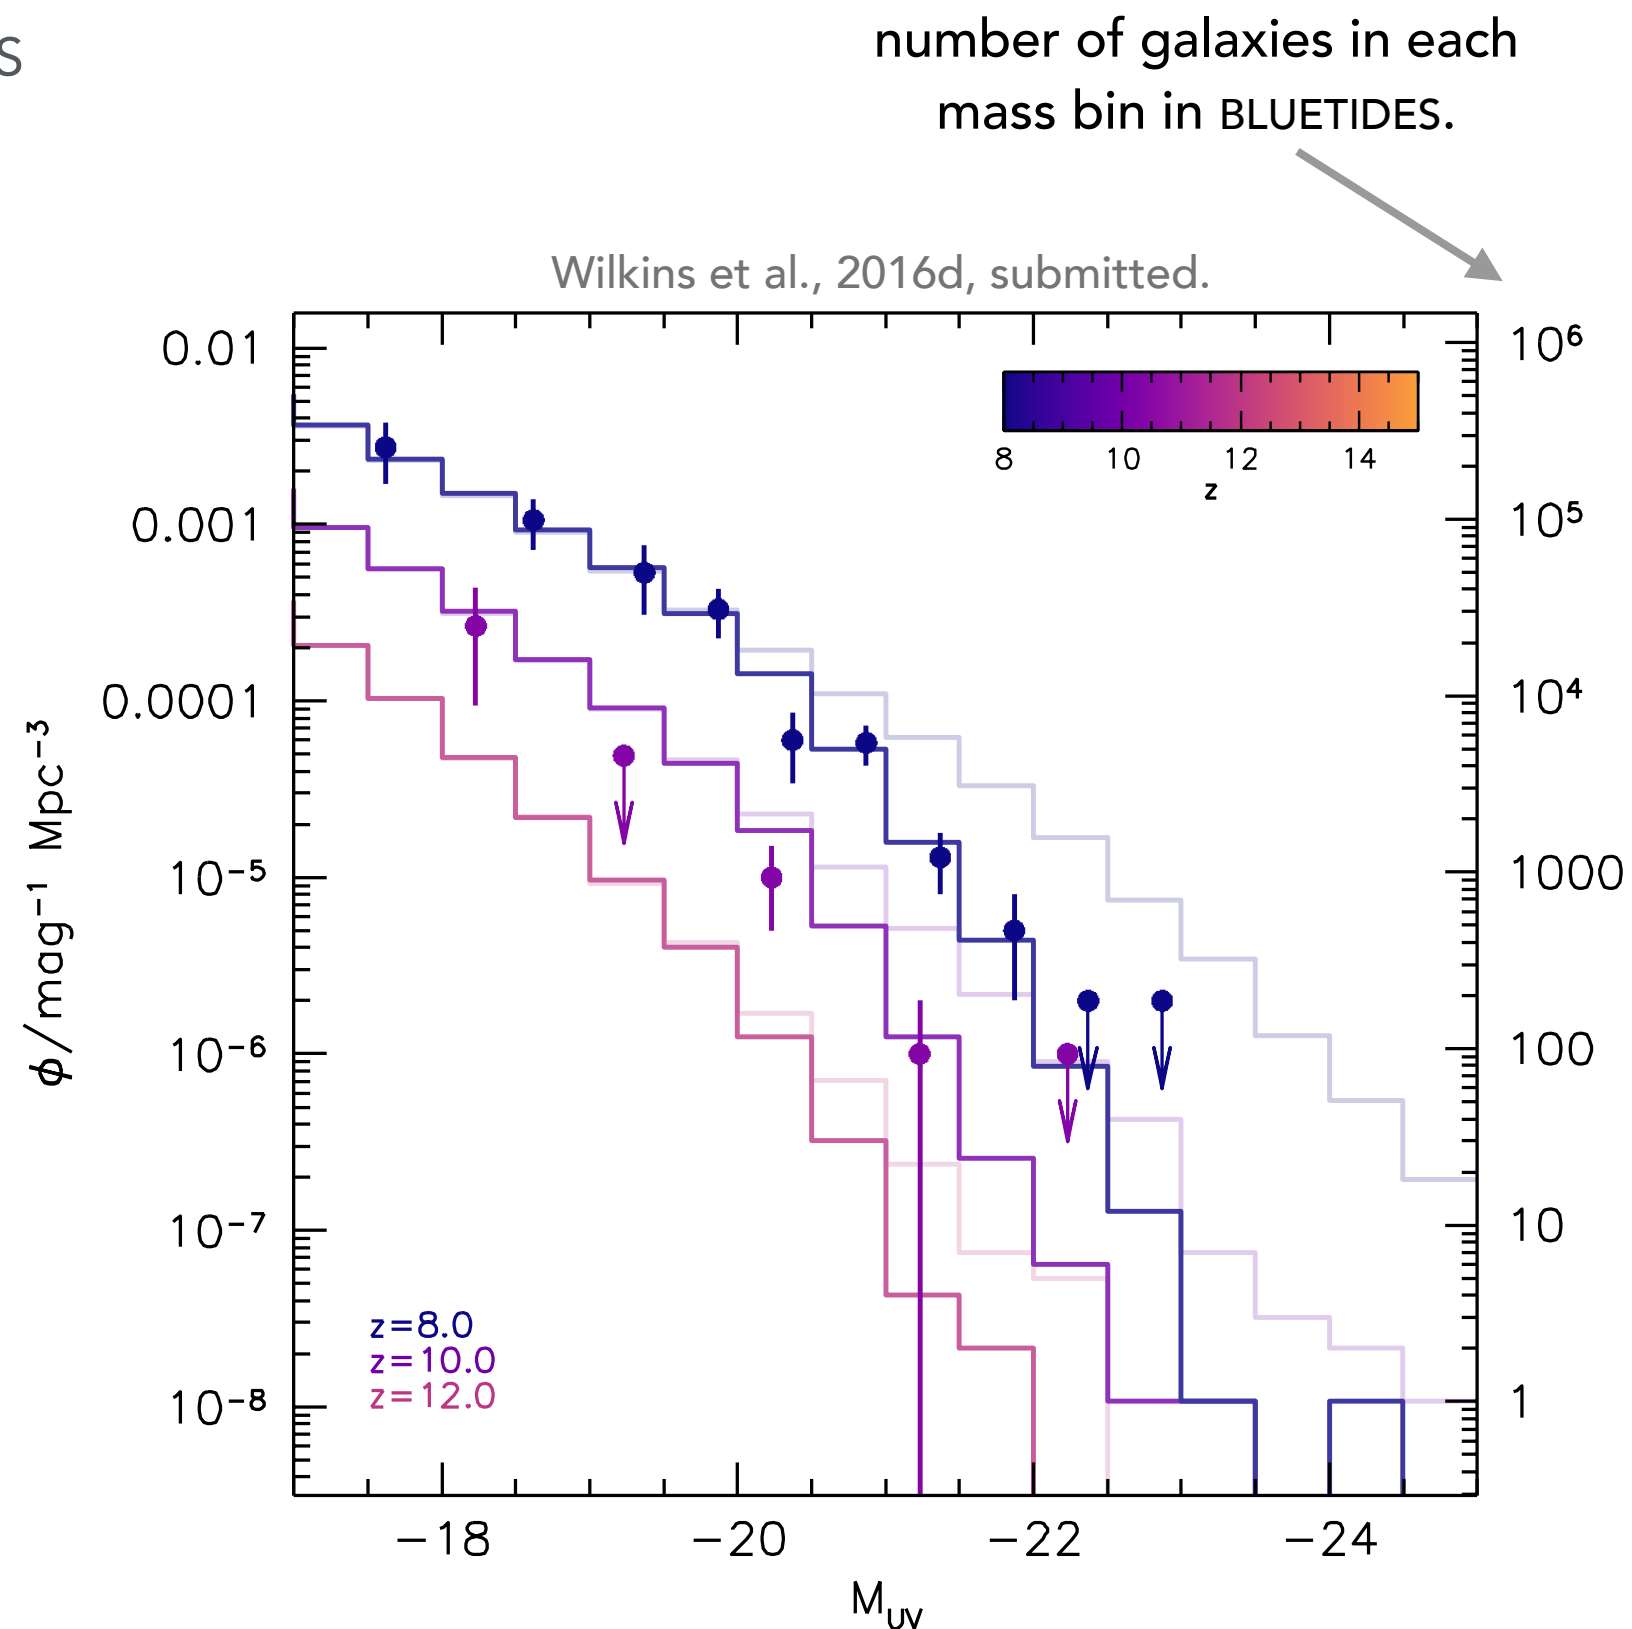 S
number of galaxies in each
mass bin in BLUETIDES.
Wilkins et al., 2016d, submitted.
0.01
0.001
0.0001
10⁻⁵
10⁻⁶
10⁻⁷
10⁻⁸
ϕ/mag⁻¹ Mpc⁻³
10⁶
10⁵
10⁴
1000
100
10
1
8 10 12 14
z
z=8.0
z=10.0
z=12.0
−18 −20 −22 −24
M_UV